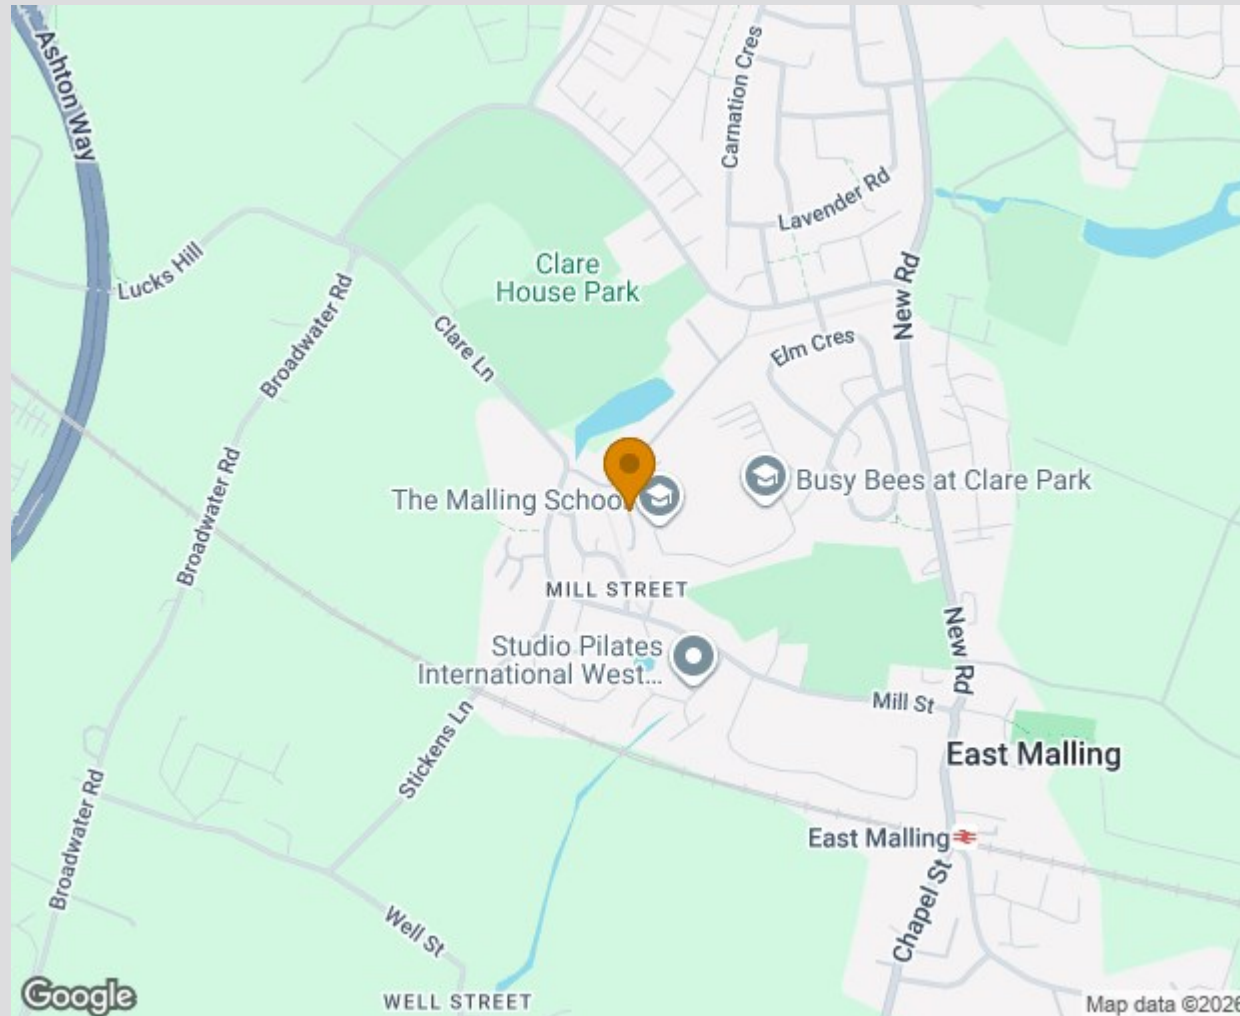 Ashton Way
Carnation Cres
Lavender Rd
Clare
House Park
Lucks Hill
Broadwater Rd
Clare Ln
New Rd
Elm Cres
Broadwater Rd
The Malling School
Busy Bees at Clare Park
MILL STREET
Studio Pilates
International West...
New Rd
Mill St
Stickens Ln
East Malling
Broadwater Rd
East Malling
Chapel St
Well St
WELL STREET
Google
Map data ©2026